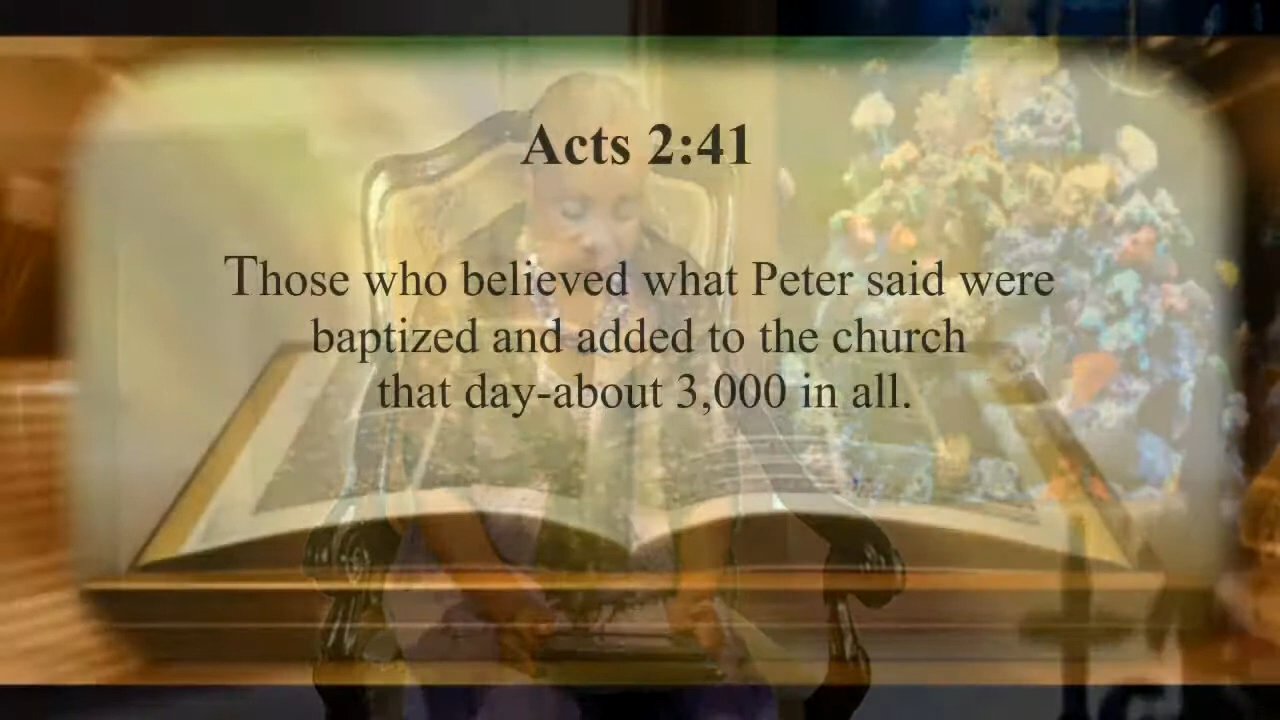 Acts 2:41
Those who believed what Peter said were
baptized and added to the church
that day-about 3,000 in all.